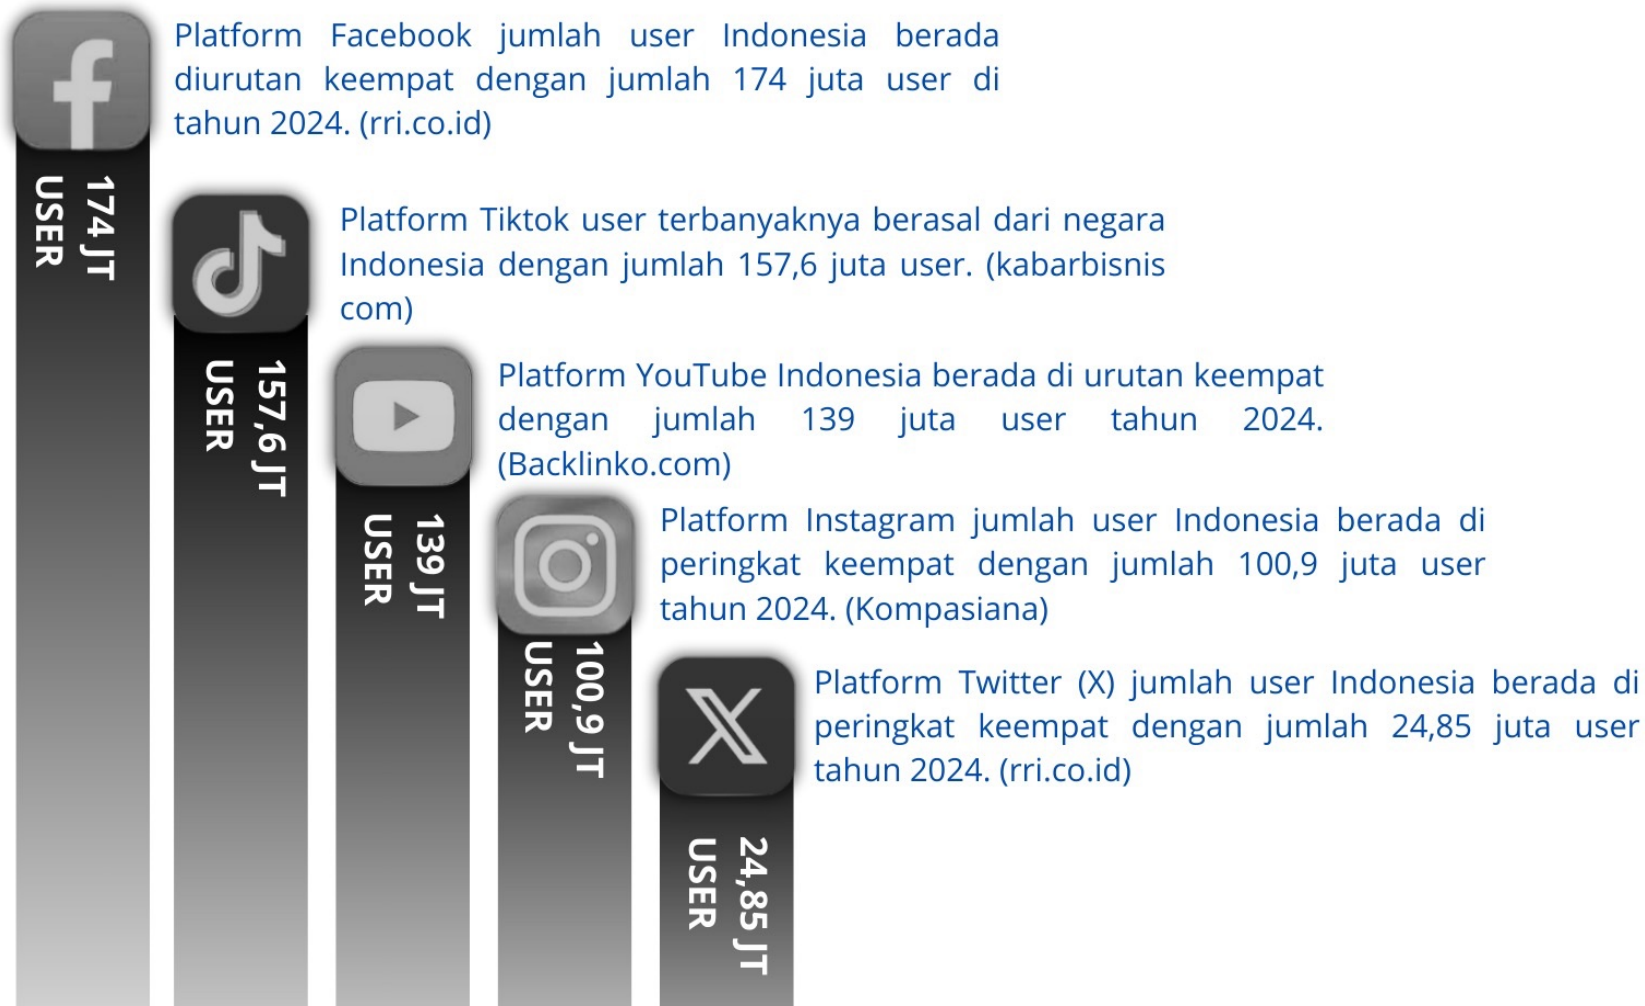 Platform Facebook jumlah user Indonesia berada
diurutan keempat dengan jumlah 174 juta user di
tahun 2024. (rri.co.id)
174 JT
USER
Platform Tiktok user terbanyaknya berasal dari negara
Indonesia dengan jumlah 157,6 juta user. (kabarbisnis
com)
157,6 JT
USER
Platform YouTube Indonesia berada di urutan keempat
dengan jumlah 139 juta user tahun 2024.
(Backlinko.com)
139 JT
USER
Platform Instagram jumlah user Indonesia berada di
peringkat keempat dengan jumlah 100,9 juta user
tahun 2024. (Kompasiana)
100,9 JT
USER
Platform Twitter (X) jumlah user Indonesia berada di
peringkat keempat dengan jumlah 24,85 juta user
tahun 2024. (rri.co.id)
24,85 JT
USER